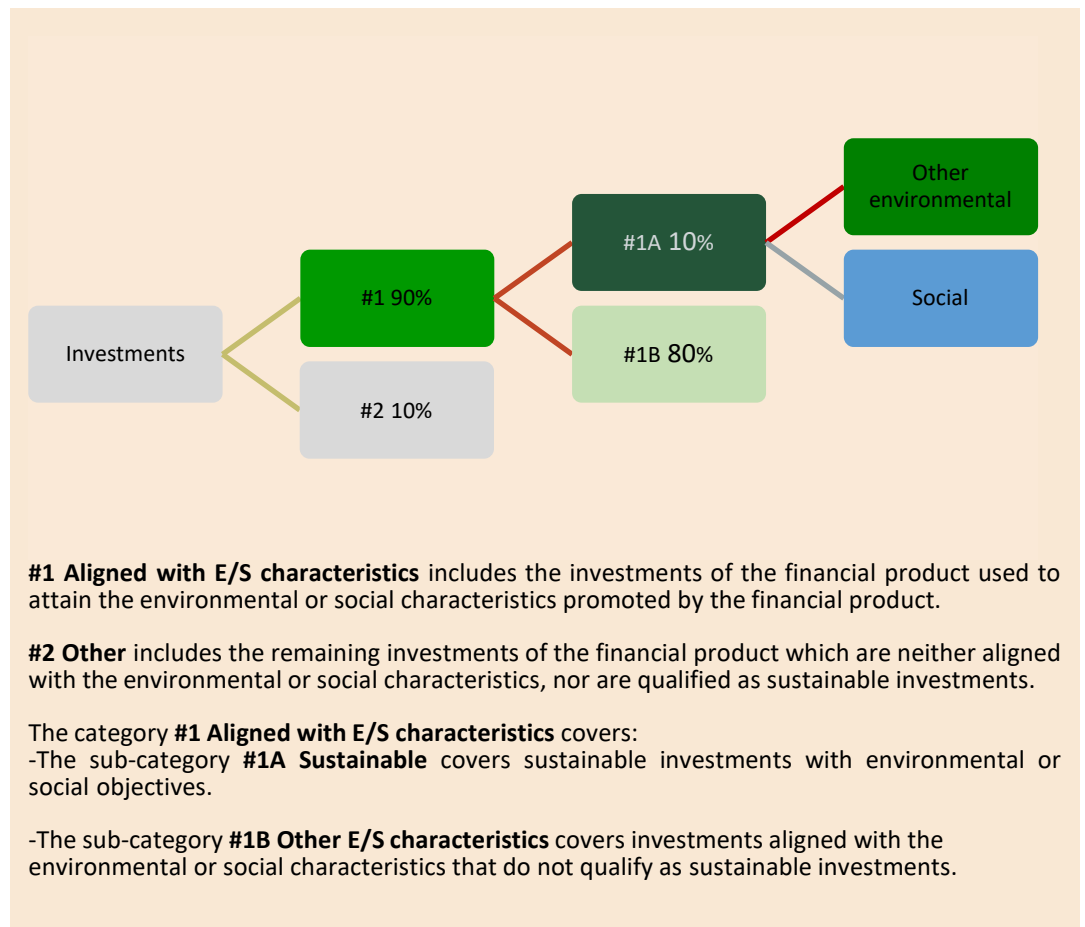 Other
environmental
#1A 10%
#1 90%
Social
Investments
#1B 80%
#2 10%
#1 Aligned with E/S characteristics includes the investments of the financial product used to
attain the environmental or social characteristics promoted by the financial product.
#2 Other includes the remaining investments of the financial product which are neither aligned
with the environmental or social characteristics, nor are qualified as sustainable investments.
The category #1 Aligned with E/S characteristics covers:
-The sub-category #1A Sustainable covers sustainable investments with environmental or
social objectives.
-The sub-category #1B Other E/S characteristics covers investments aligned with the
environmental or social characteristics that do not qualify as sustainable investments.